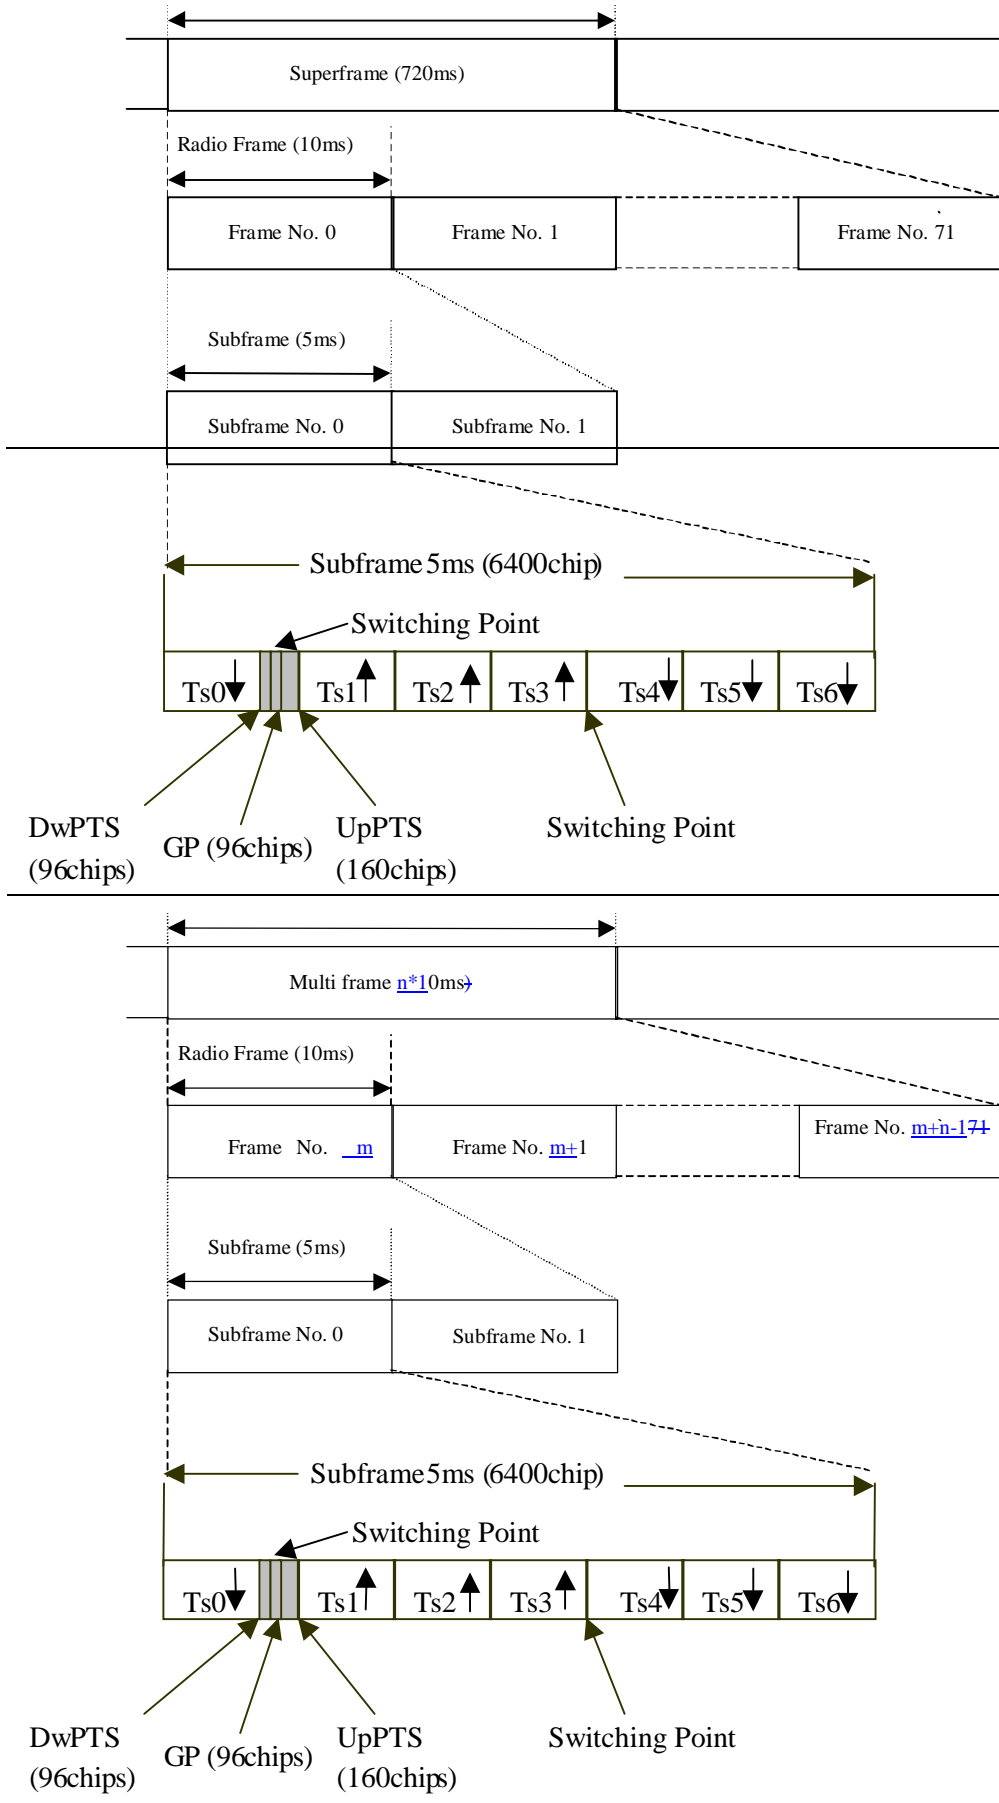 Superframe (720ms)
Radio Frame (10ms)
Frame No. 0 Frame No. 1 Frame No. 71
Subframe (5ms)
Subframe No. 0 Subframe No. 1
Subframe 5ms (6400chip)
Switching Point
Ts0 Ts1 Ts2 Ts3 Ts4 Ts5 Ts6
DwPTS
(96chips)
GP (96chips)
UpPTS
(160chips)
Switching Point
Multi frame n*10ms)
Radio Frame (10ms)
Frame No. m Frame No. m+1 Frame No. m+n-171
Subframe (5ms)
Subframe No. 0 Subframe No. 1
Subframe 5ms (6400chip)
Switching Point
Ts0 Ts1 Ts2 Ts3 Ts4 Ts5 Ts6
DwPTS
(96chips)
GP (96chips)
UpPTS
(160chips)
Switching Point